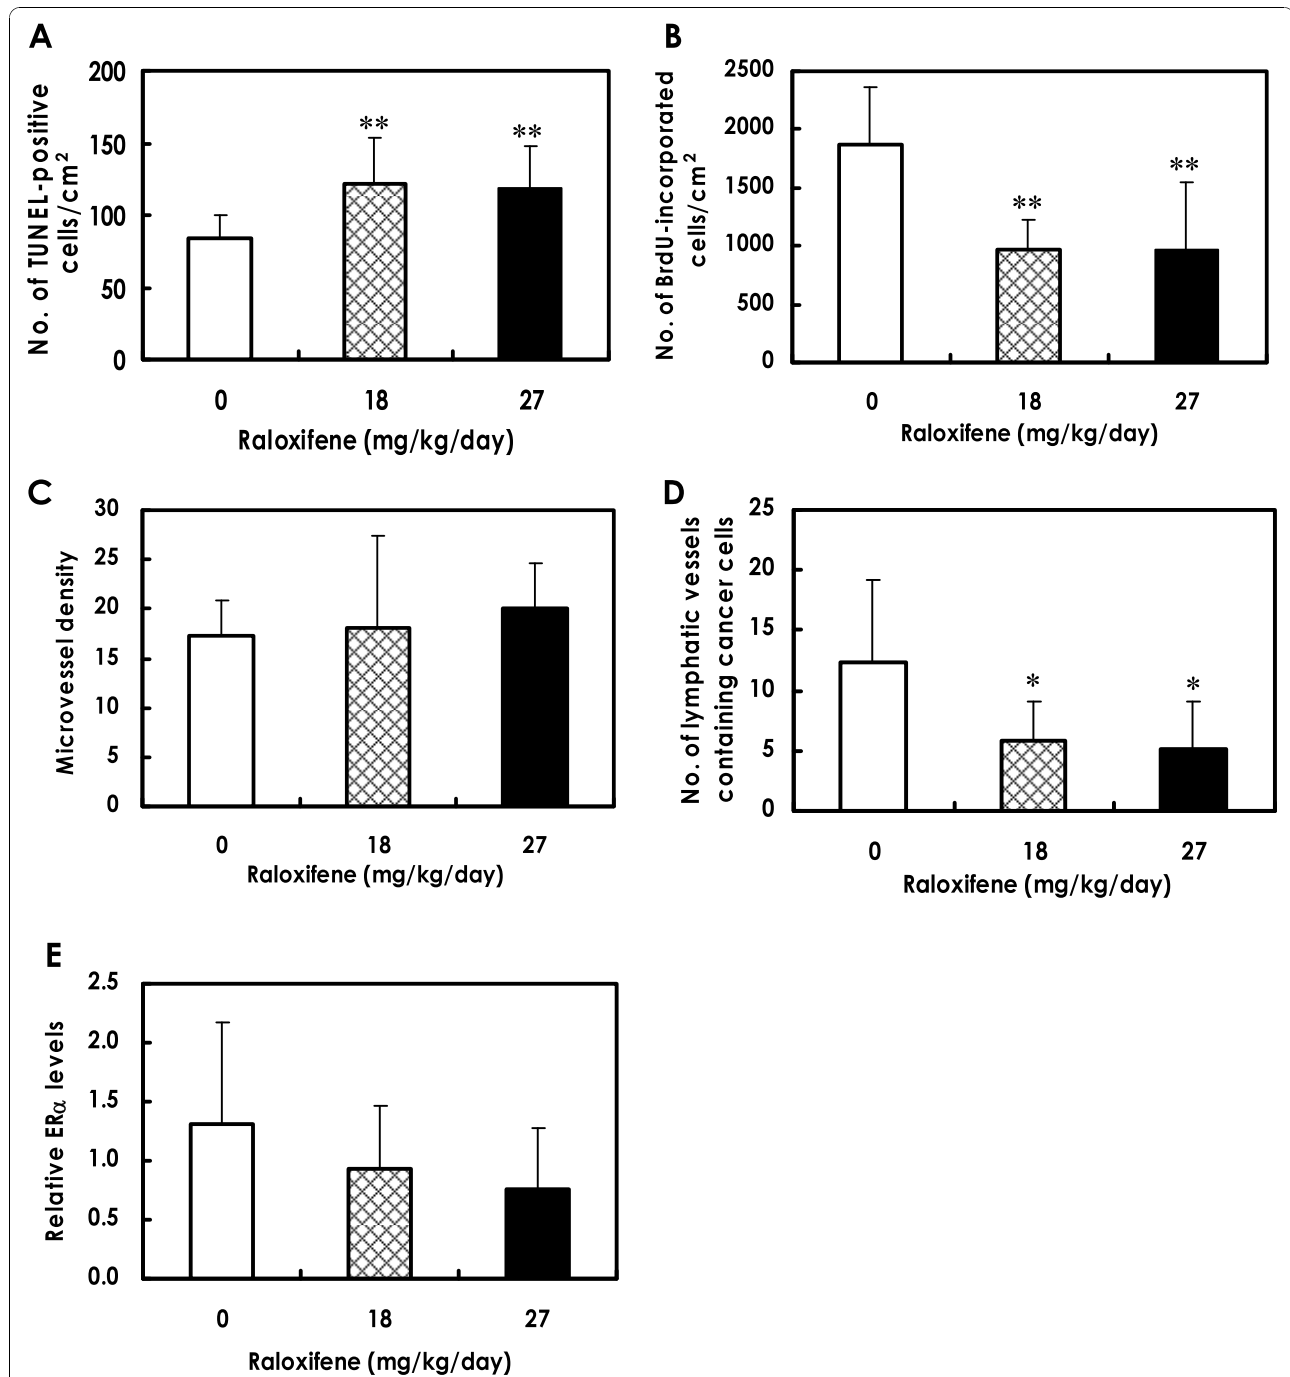 A
200
150
100
50
0
No. of TUNEL-positive
cells/cm2
**
**
0 18 27
Raloxifene (mg/kg/day)
B
2500
2000
1500
1000
500
0
No. of BrdU-incorporated
cells/cm2
**
**
0 18 27
Raloxifene (mg/kg/day)
C
30
25
20
15
10
5
0
Microvessel density
0 18 27
Raloxifene (mg/kg/day)
D
25
20
15
10
5
0
No. of lymphatic vessels
containing cancer cells
*
*
0 18 27
Raloxifene (mg/kg/day)
E
2.5
2.0
1.5
1.0
0.5
0.0
Relative ERα levels
0 18 27
Raloxifene (mg/kg/day)